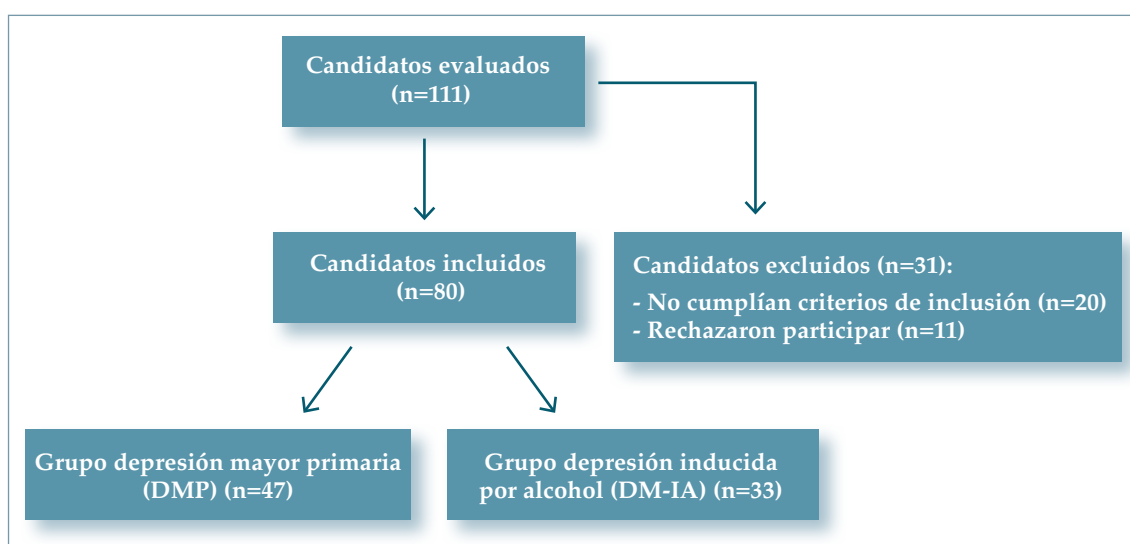 Candidatos evaluados
(n=111)
Candidatos incluidos
(n=80)
Candidatos excluidos (n=31):
- No cumplían criterios de inclusión (n=20)
- Rechazaron participar (n=11)
Grupo depresión mayor primaria
(DMP) (n=47)
Grupo depresión inducida
por alcohol (DM-IA) (n=33)